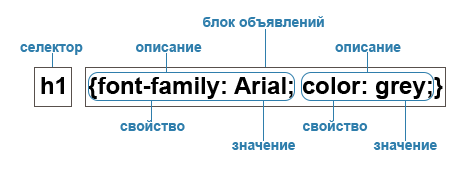 блок объявлений
селектор описание описание
h1 {font-family: Arial; color: grey;}
свойство свойство
значение значение